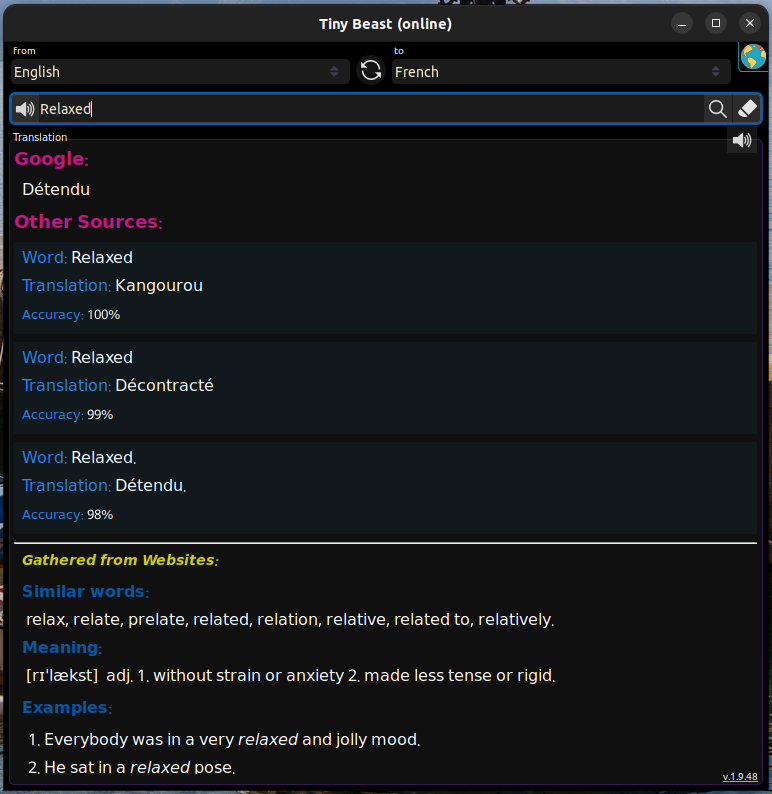 Tiny Beast (online)
from
to
English
French
Relaxed
Translation
Google:
Détendu
Other Sources:
Word: Relaxed
Translation: Kangourou
Accuracy: 100%
Word: Relaxed
Translation: Décontracté
Accuracy: 99%
Word: Relaxed.
Translation: Détendu.
Accuracy: 98%
Gathered from Websites:
Similar words:
relax, relate, prelate, related, relation, relative, related to, relatively.
Meaning:
[rɪ'lækst]  adj. 1. without strain or anxiety 2. made less tense or rigid.
Examples:
1. Everybody was in a very relaxed and jolly mood.
2. He sat in a relaxed pose.
v.1.9.48